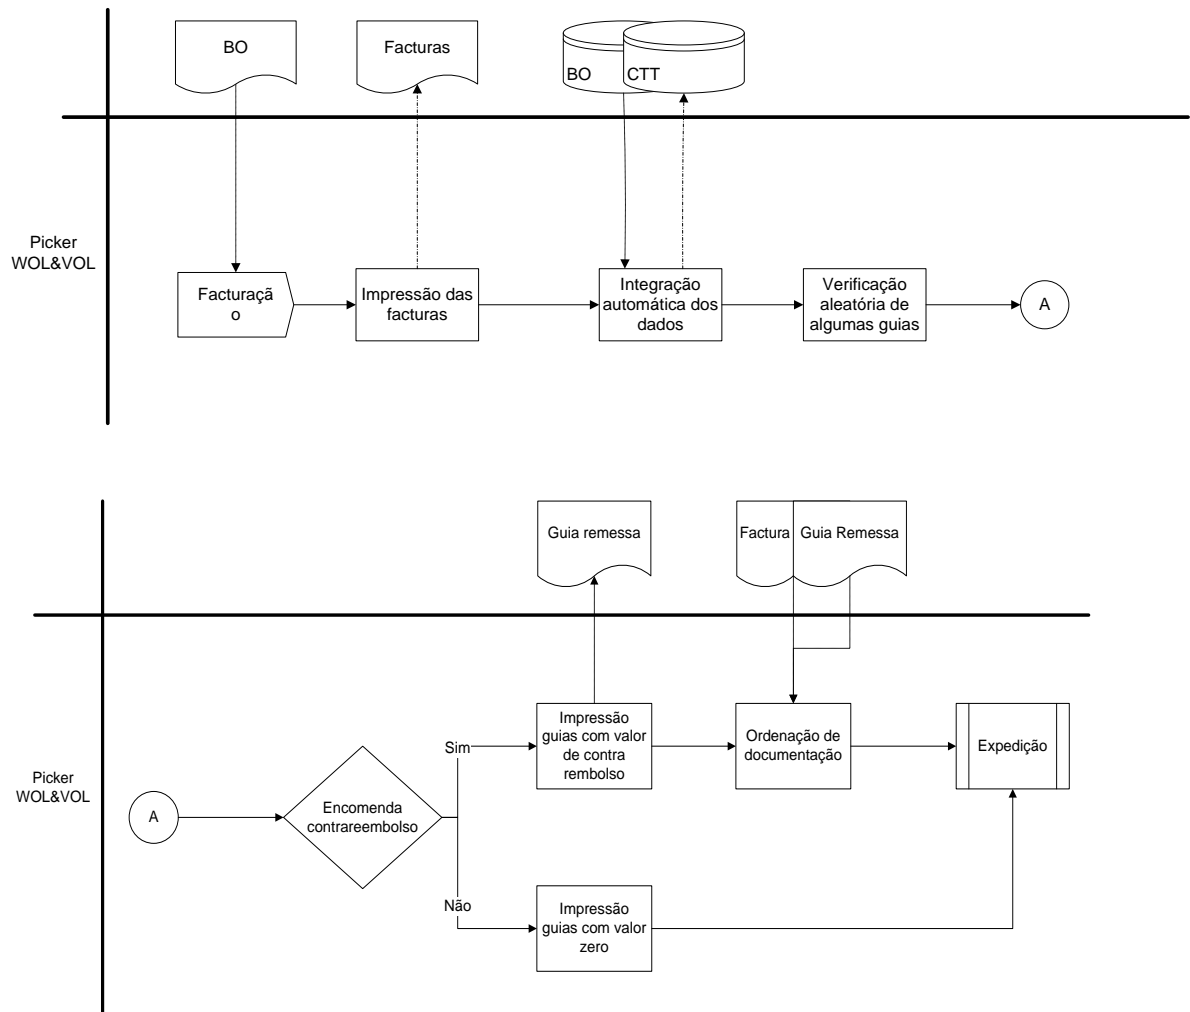 BO
Facturas
BO
CTT
Picker
WOL&VOL
Facturaçã
o
Impressão das
facturas
Integração
automática dos
dados
Verificação
aleatória de
algumas guias
A
Guia remessa
Factura
Guia Remessa
Picker
WOL&VOL
A
Encomenda
contrareembolso
Sim
Impressão
guias com valor
de contra
rembolso
Ordenação de
documentação
Expedição
Não
Impressão
guias com valor
zero